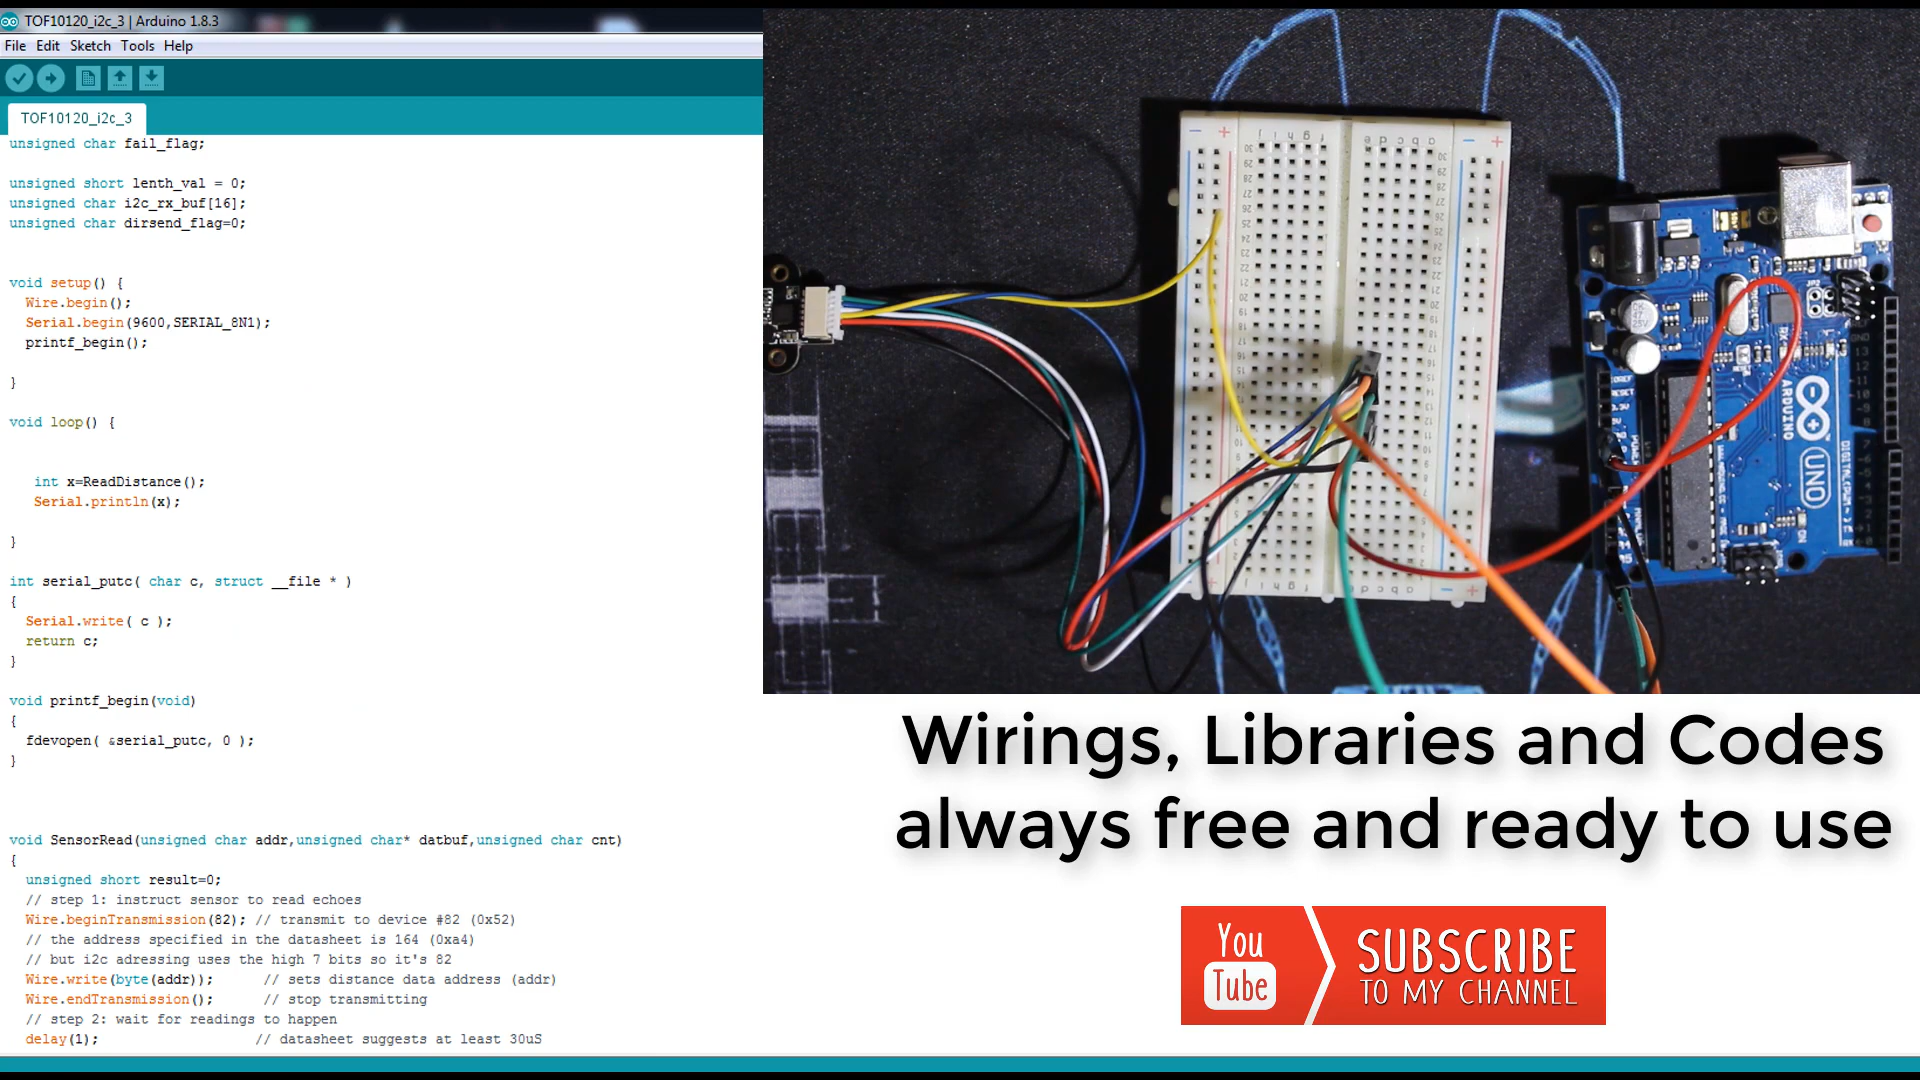 TOF10120_i2c_3 | Arduino 1.8.3
File Edit Sketch Tools Help
TOF10120_i2c_3
unsigned char fail_flag;
unsigned short lenth_val = 0;
unsigned char i2c_rx_buf[16];
unsigned char dirsend_flag=0;
void setup() {
Wire.begin();
Serial.begin(9600,SERIAL_8N1);
printf_begin();
}
void loop() {
int x=ReadDistance();
Serial.println(x);
}
int serial_putc( char c, struct __file * )
{
Serial.write( c );
return c;
}
void printf_begin(void)
{
fdevopen( &serial_putc, 0 );
}
void SensorRead(unsigned char addr,unsigned char* datbuf,unsigned char cnt)
{
unsigned short result=0;
// step 1: instruct sensor to read echoes
Wire.beginTransmission(82); // transmit to device #82 (0x52)
// the address specified in the datasheet is 164 (0xa4)
// but i2c adressing uses the high 7 bits so it's 82
Wire.write(byte(addr)); // sets distance data address (addr)
Wire.endTransmission(); // stop transmitting
// step 2: wait for readings to happen
delay(1); // datasheet suggests at least 30uS
ARDUINO
UNO
Wirings, Libraries and Codes
always free and ready to use
You
Tube
SUBSCRIBE
TO MY CHANNEL